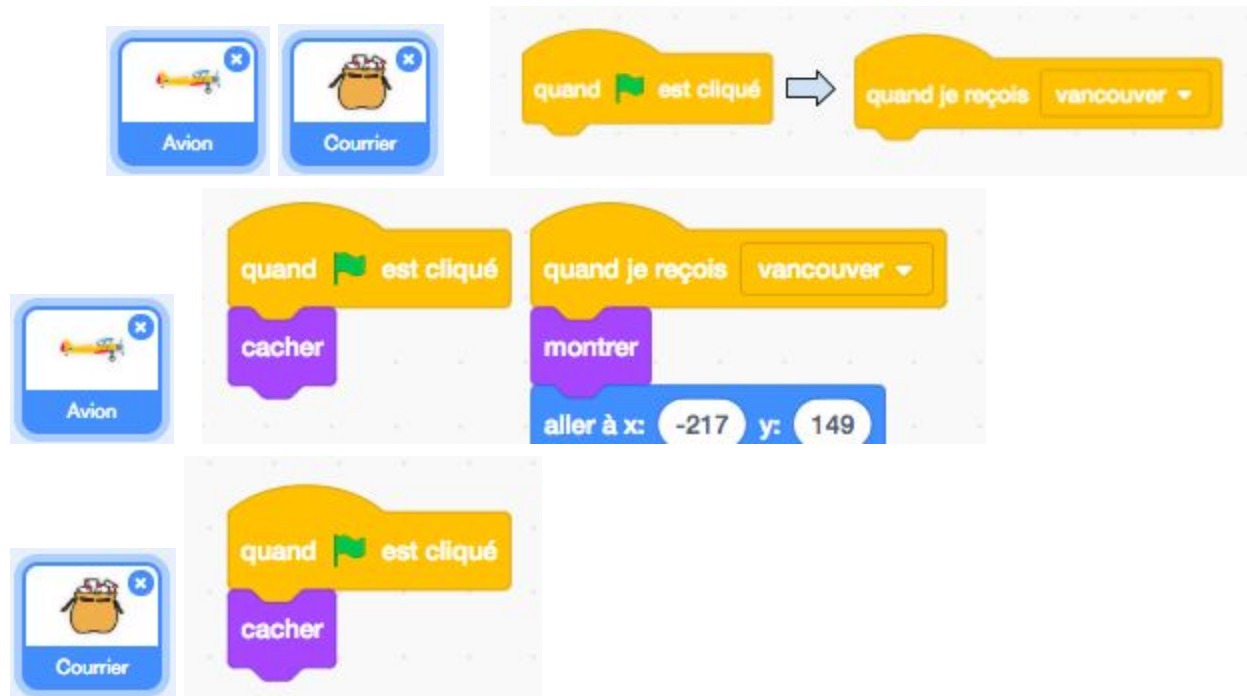 Avion
Courrier
quand est cliqué
quand je reçois vancouver
quand est cliqué
quand je reçois vancouver
cacher
montrer
Avion
aller à x: -217 y: 149
quand est cliqué
cacher
Courrier